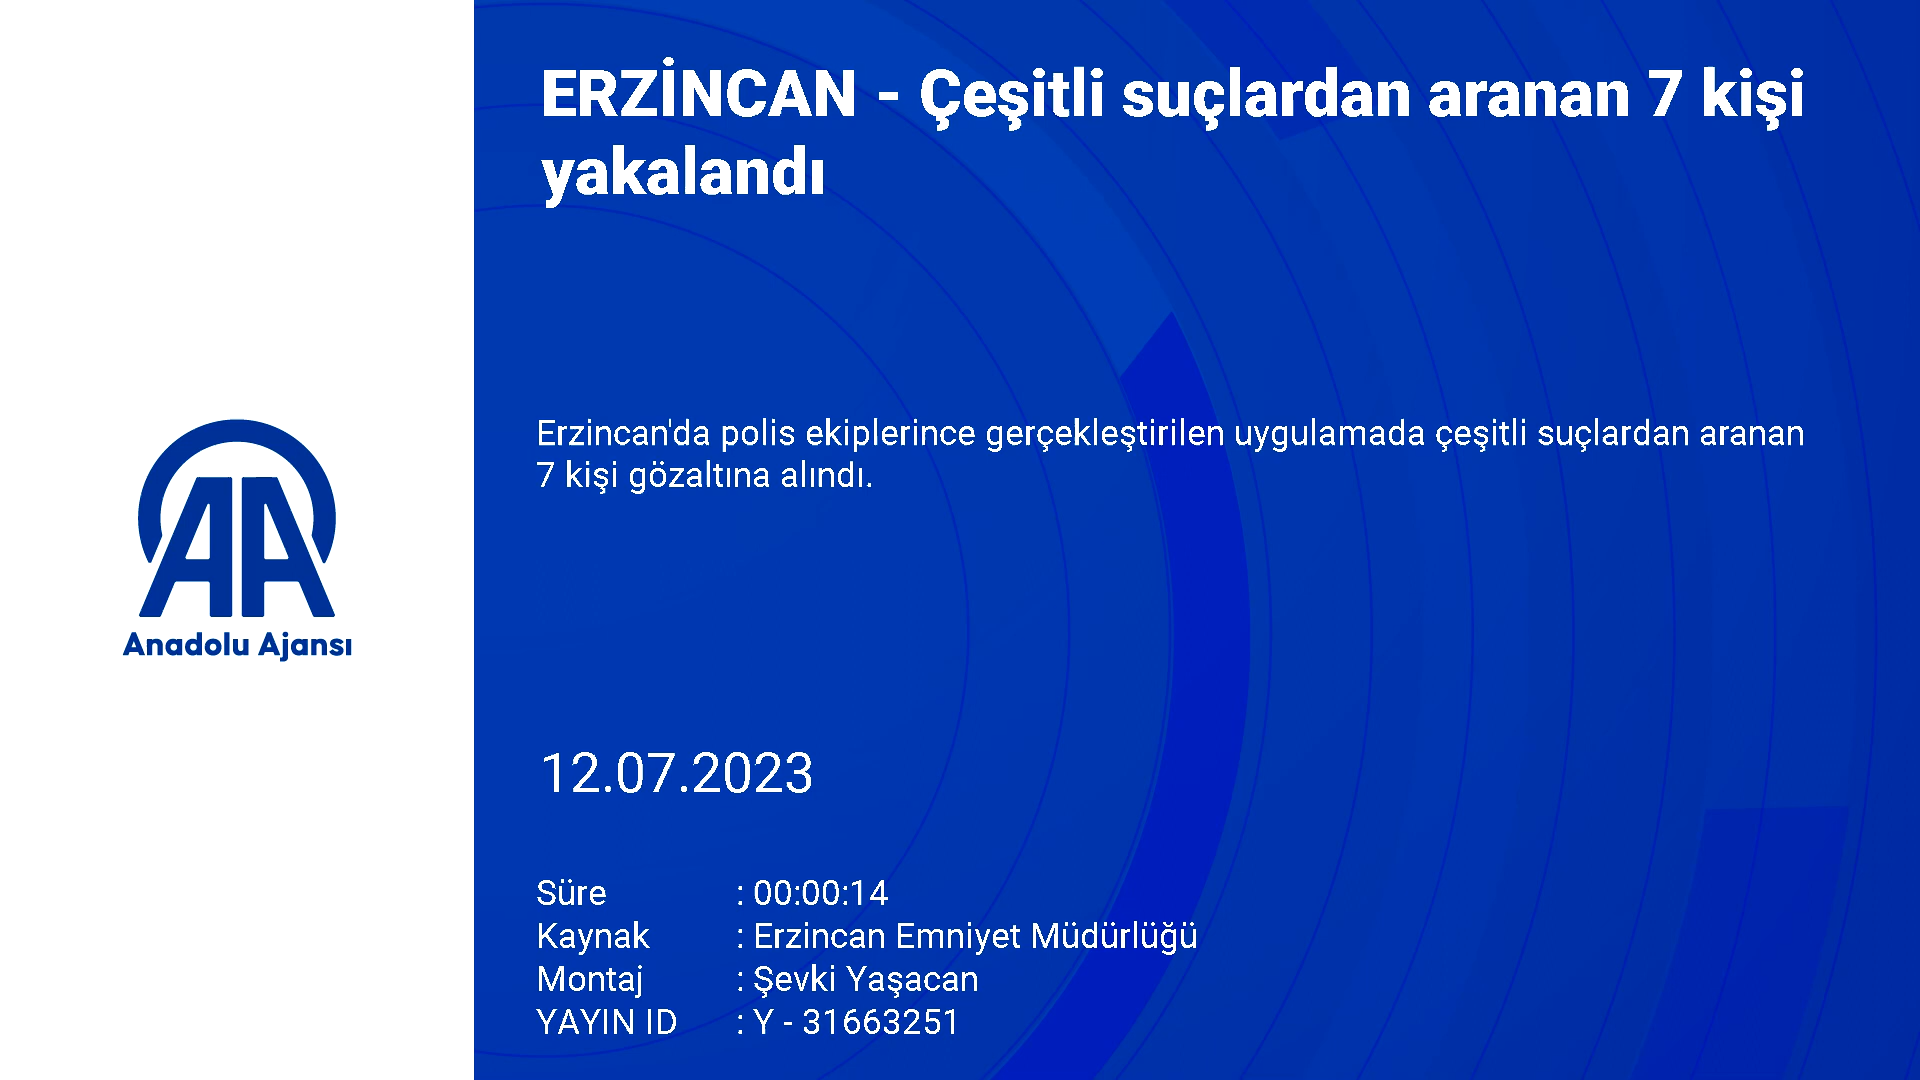 ERZİNCAN - Çeşitli suçlardan aranan 7 kişi
yakalandı
Erzincan'da polis ekiplerince gerçekleştirilen uygulamada çeşitli suçlardan aranan
7 kişi gözaltına alındı.
AA
Anadolu Ajansı
12.07.2023
Süre : 00:00:14
Kaynak : Erzincan Emniyet Müdürlüğü
Montaj : Şevki Yaşacan
YAYIN ID : Y - 31663251